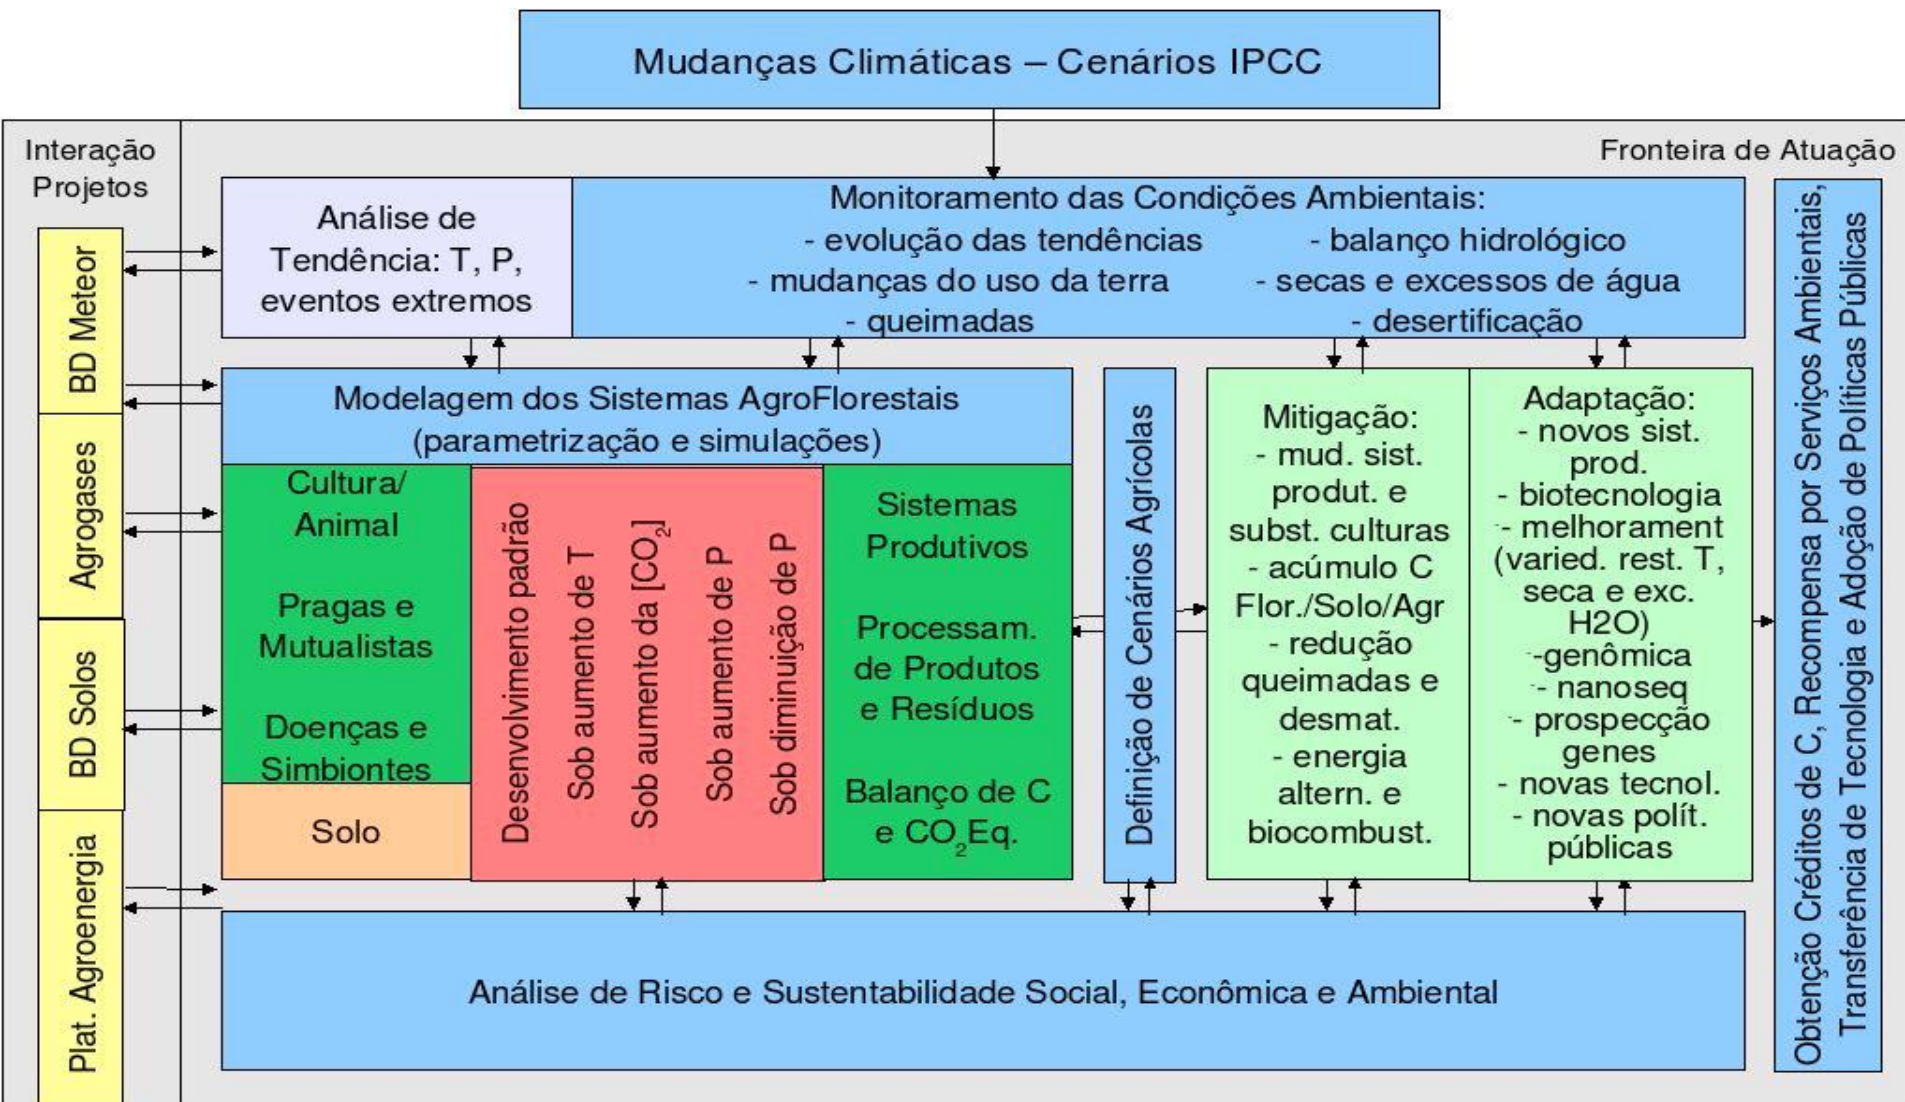 Mudanças Climáticas – Cenários IPCC
Interação
Projetos
Fronteira de Atuação
BD Meteor
Agrogases
BD Solos
Plat. Agroenergia
Análise de
Tendência: T, P,
eventos extremos
Monitoramento das Condições Ambientais:
- evolução das tendências
- mudanças do uso da terra
- queimadas
- balanço hidrológico
- secas e excessos de água
- desertificação
Modelagem dos Sistemas AgroFlorestais
(parametrização e simulações)
Cultura/
Animal
Pragas e
Mutualistas
Doenças e
Simbiontes
Solo
Desenvolvimento padrão
Sob aumento de T
Sob aumento da [CO₂]
Sob aumento de P
Sob diminuição de P
Sistemas
Produtivos
Processam.
de Produtos
e Resíduos
Balanço de C
e CO₂Eq.
Definição de Cenários Agrícolas
Mitigação:
- mud. sist.
produt. e
subst. culturas
- acúmulo C
Flor./Solo/Agr
- redução
queimadas e
desmat.
- energia
altern. e
biocombust.
Adaptação:
- novos sist.
prod.
- biotecnologia
- melhorament
(varied. rest. T,
seca e exc.
H2O)
-genômica
- nanoseq
- prospecção
genes
- novas tecnol.
- novas polít.
públicas
Obtenção Créditos de C, Recompensa por Serviços Ambientais,
Transferência de Tecnologia e Adoção de Políticas Públicas
Análise de Risco e Sustentabilidade Social, Econômica e Ambiental